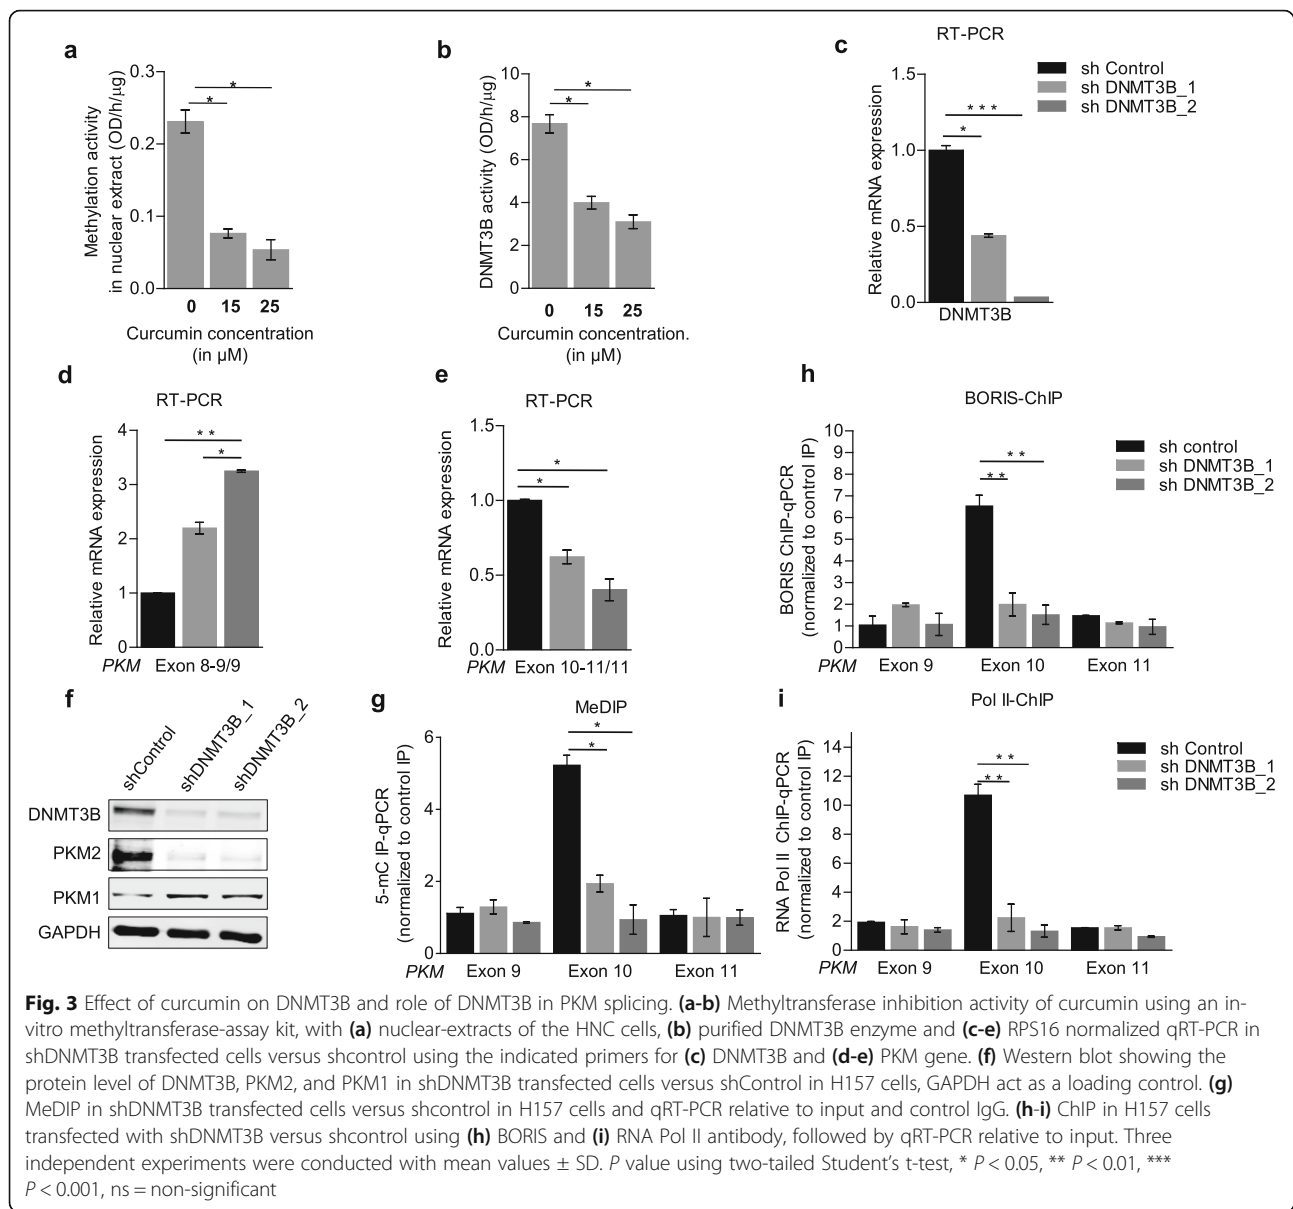 a
0.3
0.2
0.1
0.0
Methylation activity
in nuclear extract (OD/h/μg)
*
*
0 15 25
Curcumin concentration
(in μM)
b
10
8
6
4
2
0
DNMT3B activity (OD/h/μg)
*
*
0 15 25
Curcumin concentration.
(in μM)
c
RT-PCR
1.5
1.0
0.5
0.0
Relative mRNA expression
***
*
DNMT3B
sh Control
sh DNMT3B_1
sh DNMT3B_2
d
RT-PCR
4
3
2
1
0
Relative mRNA expression
**
*
PKM Exon 8-9/9
e
RT-PCR
1.5
1.0
0.5
0.0
Relative mRNA expression
*
*
PKM Exon 10-11/11
h
BORIS-ChIP
10
9
8
7
6
5
4
3
2
1
0
BORIS ChIP-qPCR
(normalized to control IP)
**
**
PKM Exon 9 Exon 10 Exon 11
sh control
sh DNMT3B_1
sh DNMT3B_2
f
shControl
shDNMT3B_1
shDNMT3B_2
DNMT3B
PKM2
PKM1
GAPDH
g
MeDIP
6
4
2
1
0
5-mC IP-qPCR
(normalized to control IP)
*
*
PKM Exon 9 Exon 10 Exon 11
i
Pol II-ChIP
14
12
10
8
6
4
2
0
RNA Pol II ChIP-qPCR
(normalized to control IP)
**
**
PKM Exon 9 Exon 10 Exon 11
sh Control
sh DNMT3B_1
sh DNMT3B_2
Fig. 3 Effect of curcumin on DNMT3B and role of DNMT3B in PKM splicing. (a-b) Methyltransferase inhibition activity of curcumin using an in-
vitro methyltransferase-assay kit, with (a) nuclear-extracts of the HNC cells, (b) purified DNMT3B enzyme and (c-e) RPS16 normalized qRT-PCR in
shDNMT3B transfected cells versus shcontrol using the indicated primers for (c) DNMT3B and (d-e) PKM gene. (f) Western blot showing the
protein level of DNMT3B, PKM2, and PKM1 in shDNMT3B transfected cells versus shControl in H157 cells, GAPDH act as a loading control. (g)
MeDIP in shDNMT3B transfected cells versus shcontrol in H157 cells and qRT-PCR relative to input and control IgG. (h-i) ChIP in H157 cells
transfected with shDNMT3B versus shcontrol using (h) BORIS and (i) RNA Pol II antibody, followed by qRT-PCR relative to input. Three
independent experiments were conducted with mean values ± SD. P value using two-tailed Student's t-test, * P < 0.05, ** P < 0.01, ***
P < 0.001, ns = non-significant